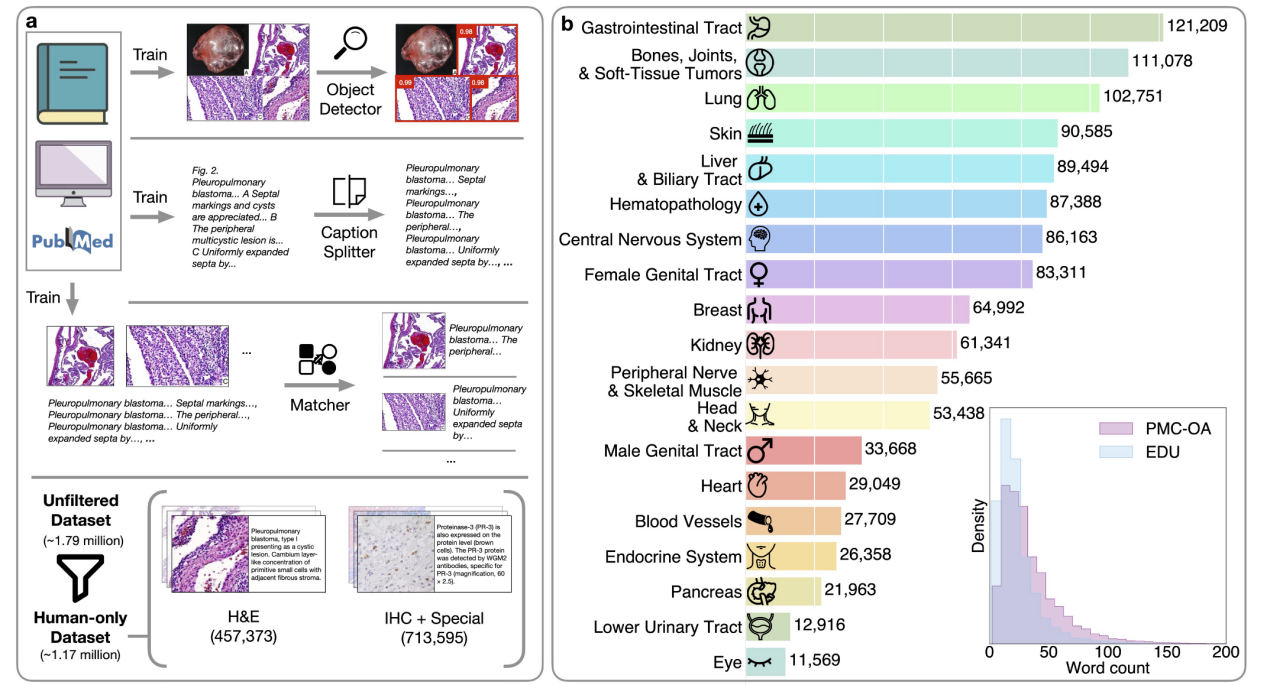 a
Train
Object
Detector
0.98
0.99
0.98
A
C
PubMed
Train
Fig. 2.
Pleuropulmonary
blastoma... A Septal
markings and cysts
are appreciated... B
The peripheral
multicystic lesion is...
C Uniformly expanded
septa by...
Caption
Splitter
Pleuropulmonary
blastoma... Septal
markings...,
Pleuropulmonary
blastoma... The
peripheral...,
Pleuropulmonary
blastoma... Uniformly
expanded septa by..., ...
Train
C
...
Pleuropulmonary blastoma... Septal markings...,
Pleuropulmonary blastoma... The peripheral...,
Pleuropulmonary blastoma... Uniformly
expanded septa by..., ...
Matcher
Pleuropulmonary
blastoma... The
peripheral...
Pleuropulmonary
blastoma...
Uniformly
expanded septa
by...
...
Unfiltered
Dataset
(~1.79 million)
Human-only
Dataset
(~1.17 million)
Pleuropulmonary
blastoma, type I
presenting as a cystic
lesion. Cambium layer-
like concentration of
primitive small cells with
adjacent fibrous stroma.
H&E
(457,373)
Proteinase-3 (PR-3) is
also expressed on the
protein level (brown
cells). The PR-3 protein
was detected by WGM2
antibodies, specific for
PR-3 (magnification, 60
× 2.5).
IHC + Special
(713,595)
b
Gastrointestinal Tract 121,209
Bones, Joints,
& Soft-Tissue Tumors 111,078
Lung 102,751
Skin 90,585
Liver
& Biliary Tract 89,494
Hematopathology 87,388
Central Nervous System 86,163
Female Genital Tract 83,311
Breast 64,992
Kidney 61,341
Peripheral Nerve
& Skeletal Muscle 55,665
Head
& Neck 53,438
Male Genital Tract 33,668
Heart 29,049
Blood Vessels 27,709
Endocrine System 26,358
Pancreas 21,963
Lower Urinary Tract 12,916
Eye 11,569
PMC-OA
EDU
Density
0 50 100 150 200
Word count